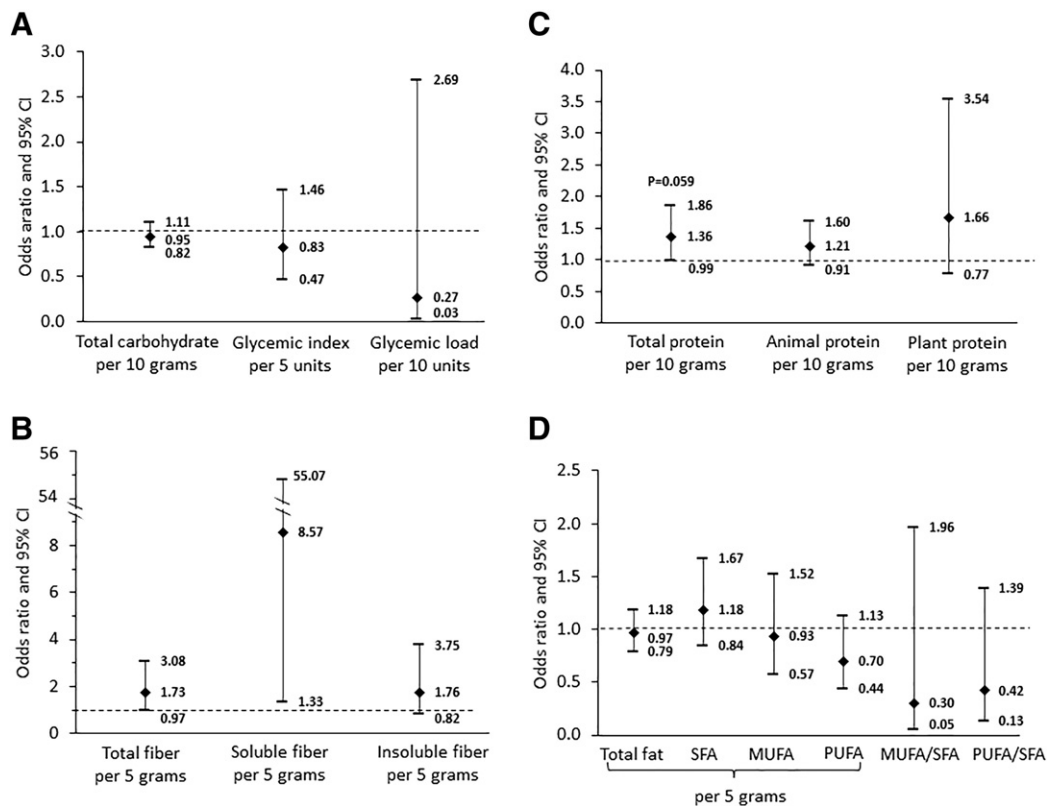 A
Odds aratio and 95% CI
3.0
2.5
2.0
1.5
1.0
0.5
0.0
1.11
0.95
0.82
1.46
0.83
0.47
2.69
0.27
0.03
Total carbohydrate
per 10 grams
Glycemic index
per 5 units
Glycemic load
per 10 units
B
Odds ratio and 95% CI
56
54
8
6
4
2
0
3.08
1.73
0.97
55.07
8.57
1.33
3.75
1.76
0.82
Total fiber
per 5 grams
Soluble fiber
per 5 grams
Insoluble fiber
per 5 grams
C
Odds ratio and 95% CI
4.0
3.5
3.0
2.5
2.0
1.5
1.0
0.5
0.0
P=0.059
1.86
1.36
0.99
1.60
1.21
0.91
3.54
1.66
0.77
Total protein
per 10 grams
Animal protein
per 10 grams
Plant protein
per 10 grams
D
Odds ratio and 95% CI
2.5
2.0
1.5
1.0
0.5
0.0
1.18
0.97
0.79
1.67
1.18
0.84
1.52
0.93
0.57
1.13
0.70
0.44
1.96
0.30
0.05
1.39
0.42
0.13
Total fat
SFA
MUFA
PUFA
MUFA/SFA
PUFA/SFA
per 5 grams